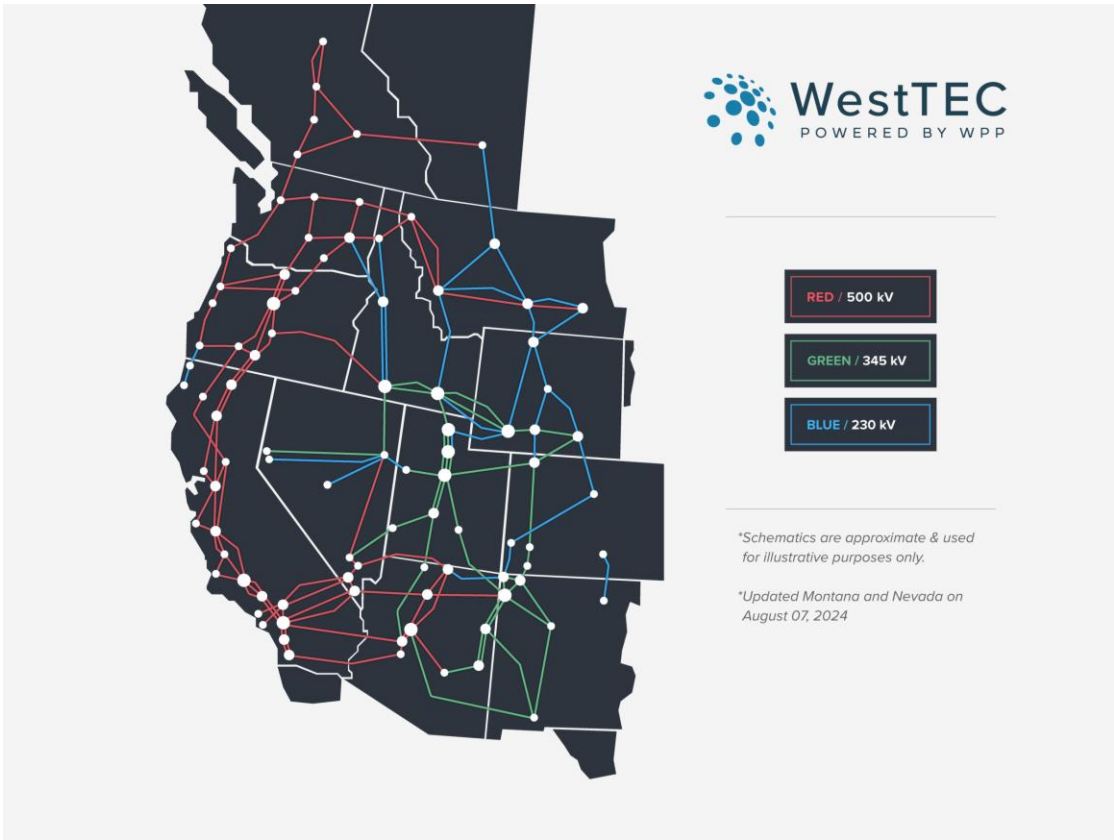 WestTEC
POWERED BY WPP
RED / 500 kV
GREEN / 345 kV
BLUE / 230 kV
*Schematics are approximate & used
for illustrative purposes only.
*Updated Montana and Nevada on
August 07, 2024